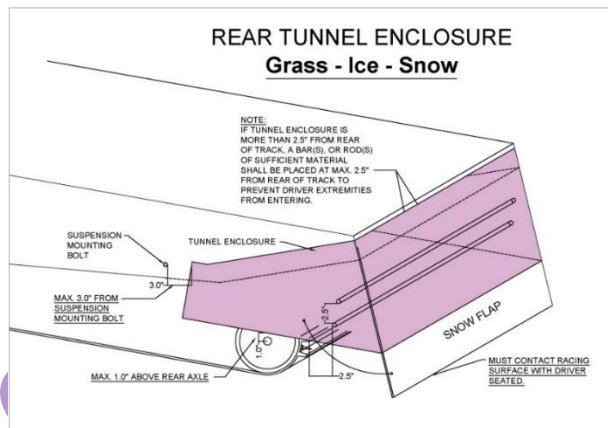 REAR TUNNEL ENCLOSURE
Grass - Ice - Snow
NOTE:
IF TUNNEL ENCLOSURE IS
MORE THAN 2.5" FROM REAR
OF TRACK, A BAR(S), OR ROD(S)
OF SUFFICIENT MATERIAL
SHALL BE PLACED AT MAX. 2.5"
FROM REAR OF TRACK TO
PREVENT DRIVER EXTREMITIES
FROM ENTERING.
SUSPENSION
MOUNTING
BOLT
TUNNEL ENCLOSURE
3.0"
MAX. 3.0" FROM
SUSPENSION
MOUNTING BOLT
2.5"
SNOW FLAP
1.0"
MAX. 1.0" ABOVE REAR AXLE
2.5"
MUST CONTACT RACING
SURFACE WITH DRIVER
SEATED.